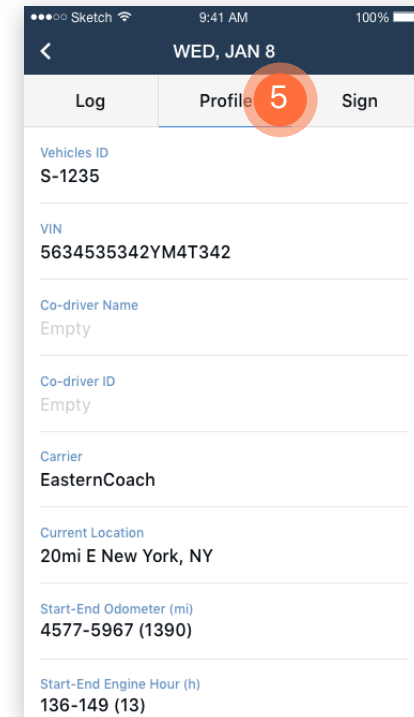 Sketch 9:41 AM 100%
WED, JAN 8
Log Profile 5 Sign
Vehicles ID
S-1235
VIN
5634535342YM4T342
Co-driver Name
Empty
Co-driver ID
Empty
Carrier
EasternCoach
Current Location
20mi E New York, NY
Start-End Odometer (mi)
4577-5967 (1390)
Start-End Engine Hour (h)
136-149 (13)